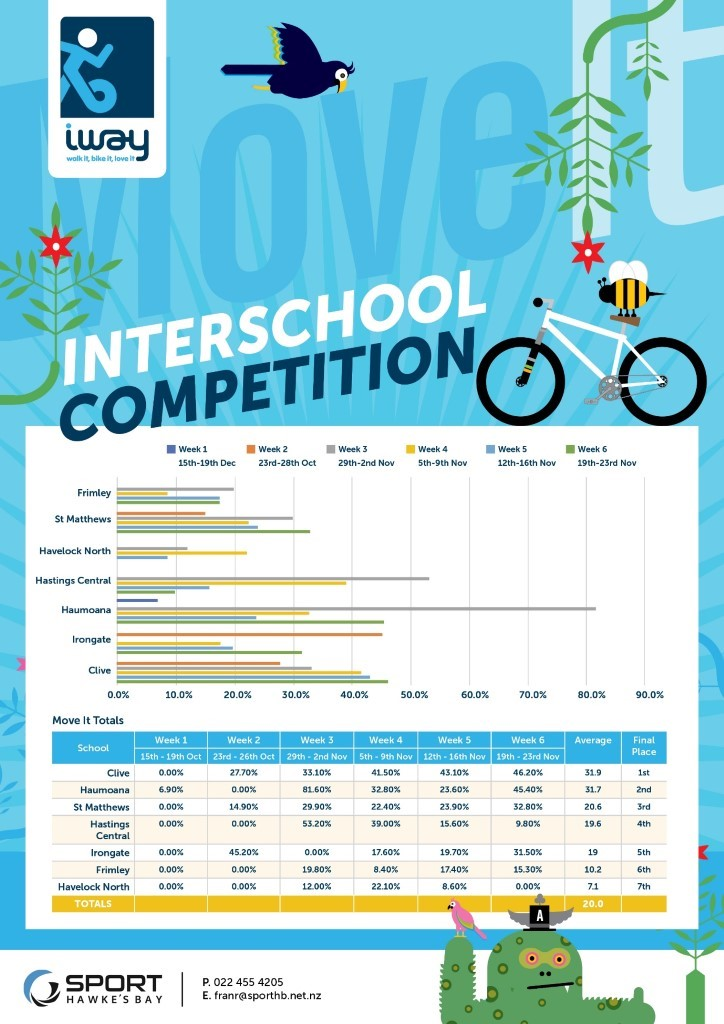 Move It
iway
walk it, bike it, love it
INTERSCHOOL
COMPETITION
Week 1 Week 2 Week 3 Week 4 Week 5 Week 6
15th-19th Dec 23rd-28th Oct 29th-2nd Nov 5th-9th Nov 12th-16th Nov 19th-23rd Nov
Frimley
St Matthews
Havelock North
Hastings Central
Haumoana
Irongate
Clive
0.0% 10.0% 20.0% 30.0% 40.0% 50.0% 60.0% 70.0% 80.0% 90.0%
Move It Totals
School Week 1 Week 2 Week 3 Week 4 Week 5 Week 6 Average Final Place
15th - 19th Oct 23rd - 26th Oct 29th - 2nd Nov 5th - 9th Nov 12th - 16th Nov 19th - 23rd Nov
Clive 0.00% 27.70% 33.10% 41.50% 43.10% 46.20% 31.9 1st
Haumoana 6.90% 0.00% 81.60% 32.80% 23.60% 45.40% 31.7 2nd
St Matthews 0.00% 14.90% 29.90% 22.40% 23.90% 32.80% 20.6 3rd
Hastings Central 0.00% 0.00% 53.20% 39.00% 15.60% 9.80% 19.6 4th
Irongate 0.00% 45.20% 0.00% 17.60% 19.70% 31.50% 19 5th
Frimley 0.00% 0.00% 19.80% 8.40% 17.40% 15.30% 10.2 6th
Havelock North 0.00% 0.00% 12.00% 22.10% 8.60% 0.00% 7.1 7th
TOTALS 20.0
A
SPORT
HAWKE'S BAY
P. 022 455 4205
E. franr@sporthb.net.nz